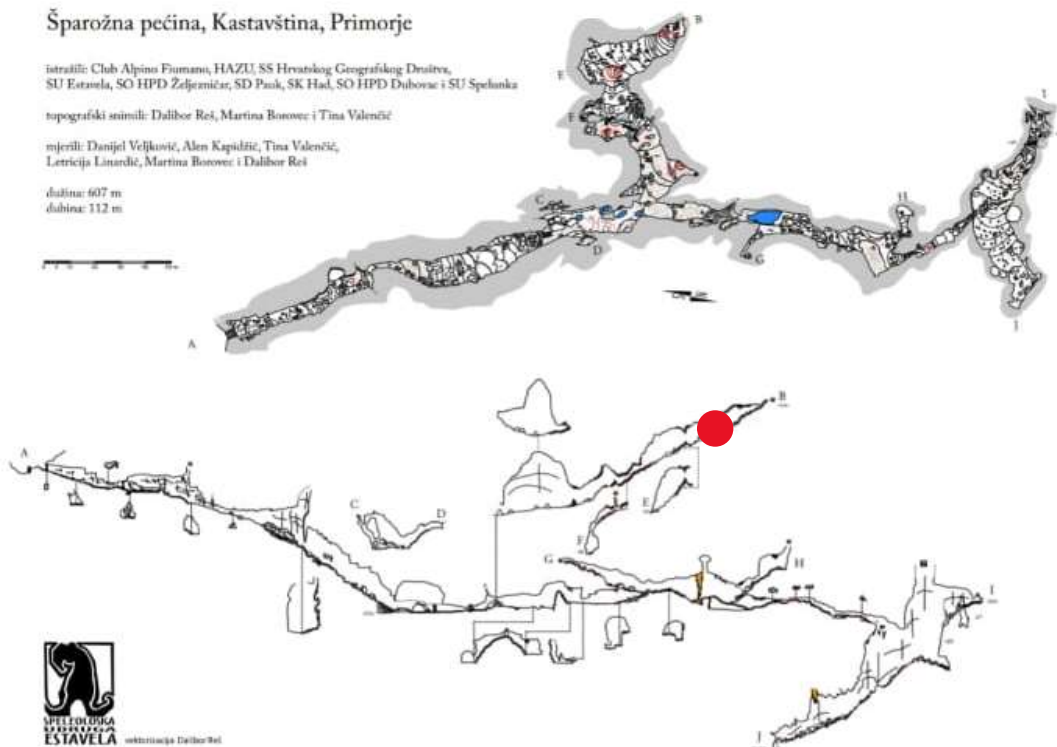 Šparožna pećina, Kastavština, Primorje
istražili: Club Alpino Fiumano, HAZU, SS Hrvatskog Geografskog Društva,
SU Estavela, SO HPD Željezničar, SD Pauk, SK Had, SO HPD Dubovac i SU Spelunka
topografski snimili: Dalibor Reš, Martina Borovec i Tina Valenčić
mjerili: Danijel Veljković, Alen Kapidžić, Tina Valenčić,
Letricija Linardić, Martina Borovec i Dalibor Reš
dužina: 607 m
dubina: 112 m
B
E
F
C
D
H
G
I
J
A
A
B
C
D
E
F
G
H
I
J
SPELEOLOŠKA
UDRUGA
ESTAVELA
vektorizacija Dalibor Reš